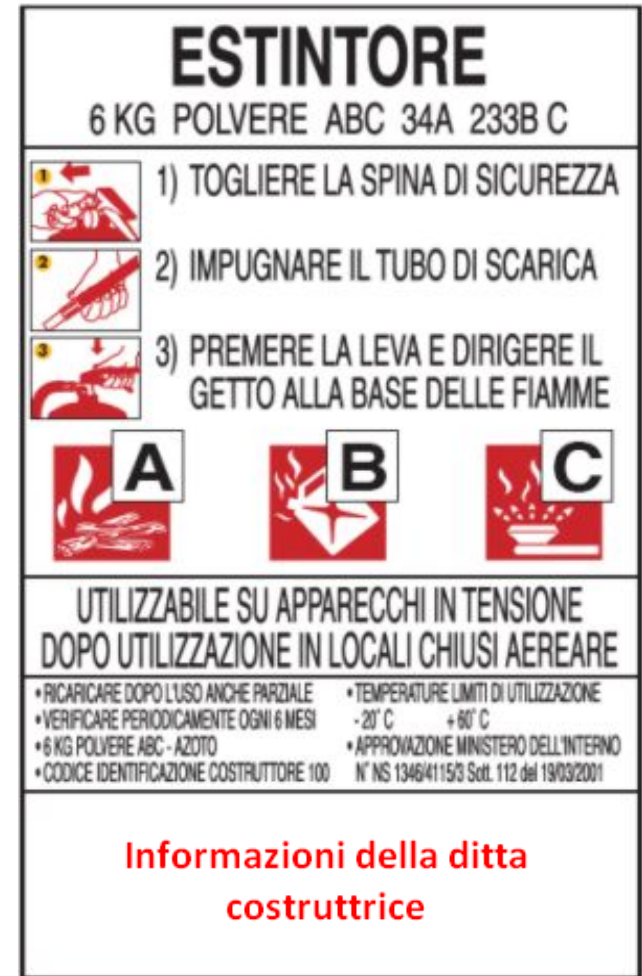 ESTINTORE
6 KG POLVERE ABC 34A 233B C
1
1) TOGLIERE LA SPINA DI SICUREZZA
2
2) IMPUGNARE IL TUBO DI SCARICA
3
3) PREMERE LA LEVA E DIRIGERE IL
GETTO ALLA BASE DELLE FIAMME
A B C
UTILIZZABILE SU APPARECCHI IN TENSIONE
DOPO UTILIZZAZIONE IN LOCALI CHIUSI AEREARE
• RICARICARE DOPO L'USO ANCHE PARZIALE
• VERIFICARE PERIODICAMENTE OGNI 6 MESI
• 6 KG POLVERE ABC - AZOTO
• CODICE IDENTIFICAZIONE COSTRUTTORE 100
• TEMPERATURE LIMITI DI UTILIZZAZIONE
- 20° C + 60° C
• APPROVAZIONE MINISTERO DELL'INTERNO
N° NS 1346/4115/3 Sott. 112 del 19/03/2001
Informazioni della ditta
costruttrice